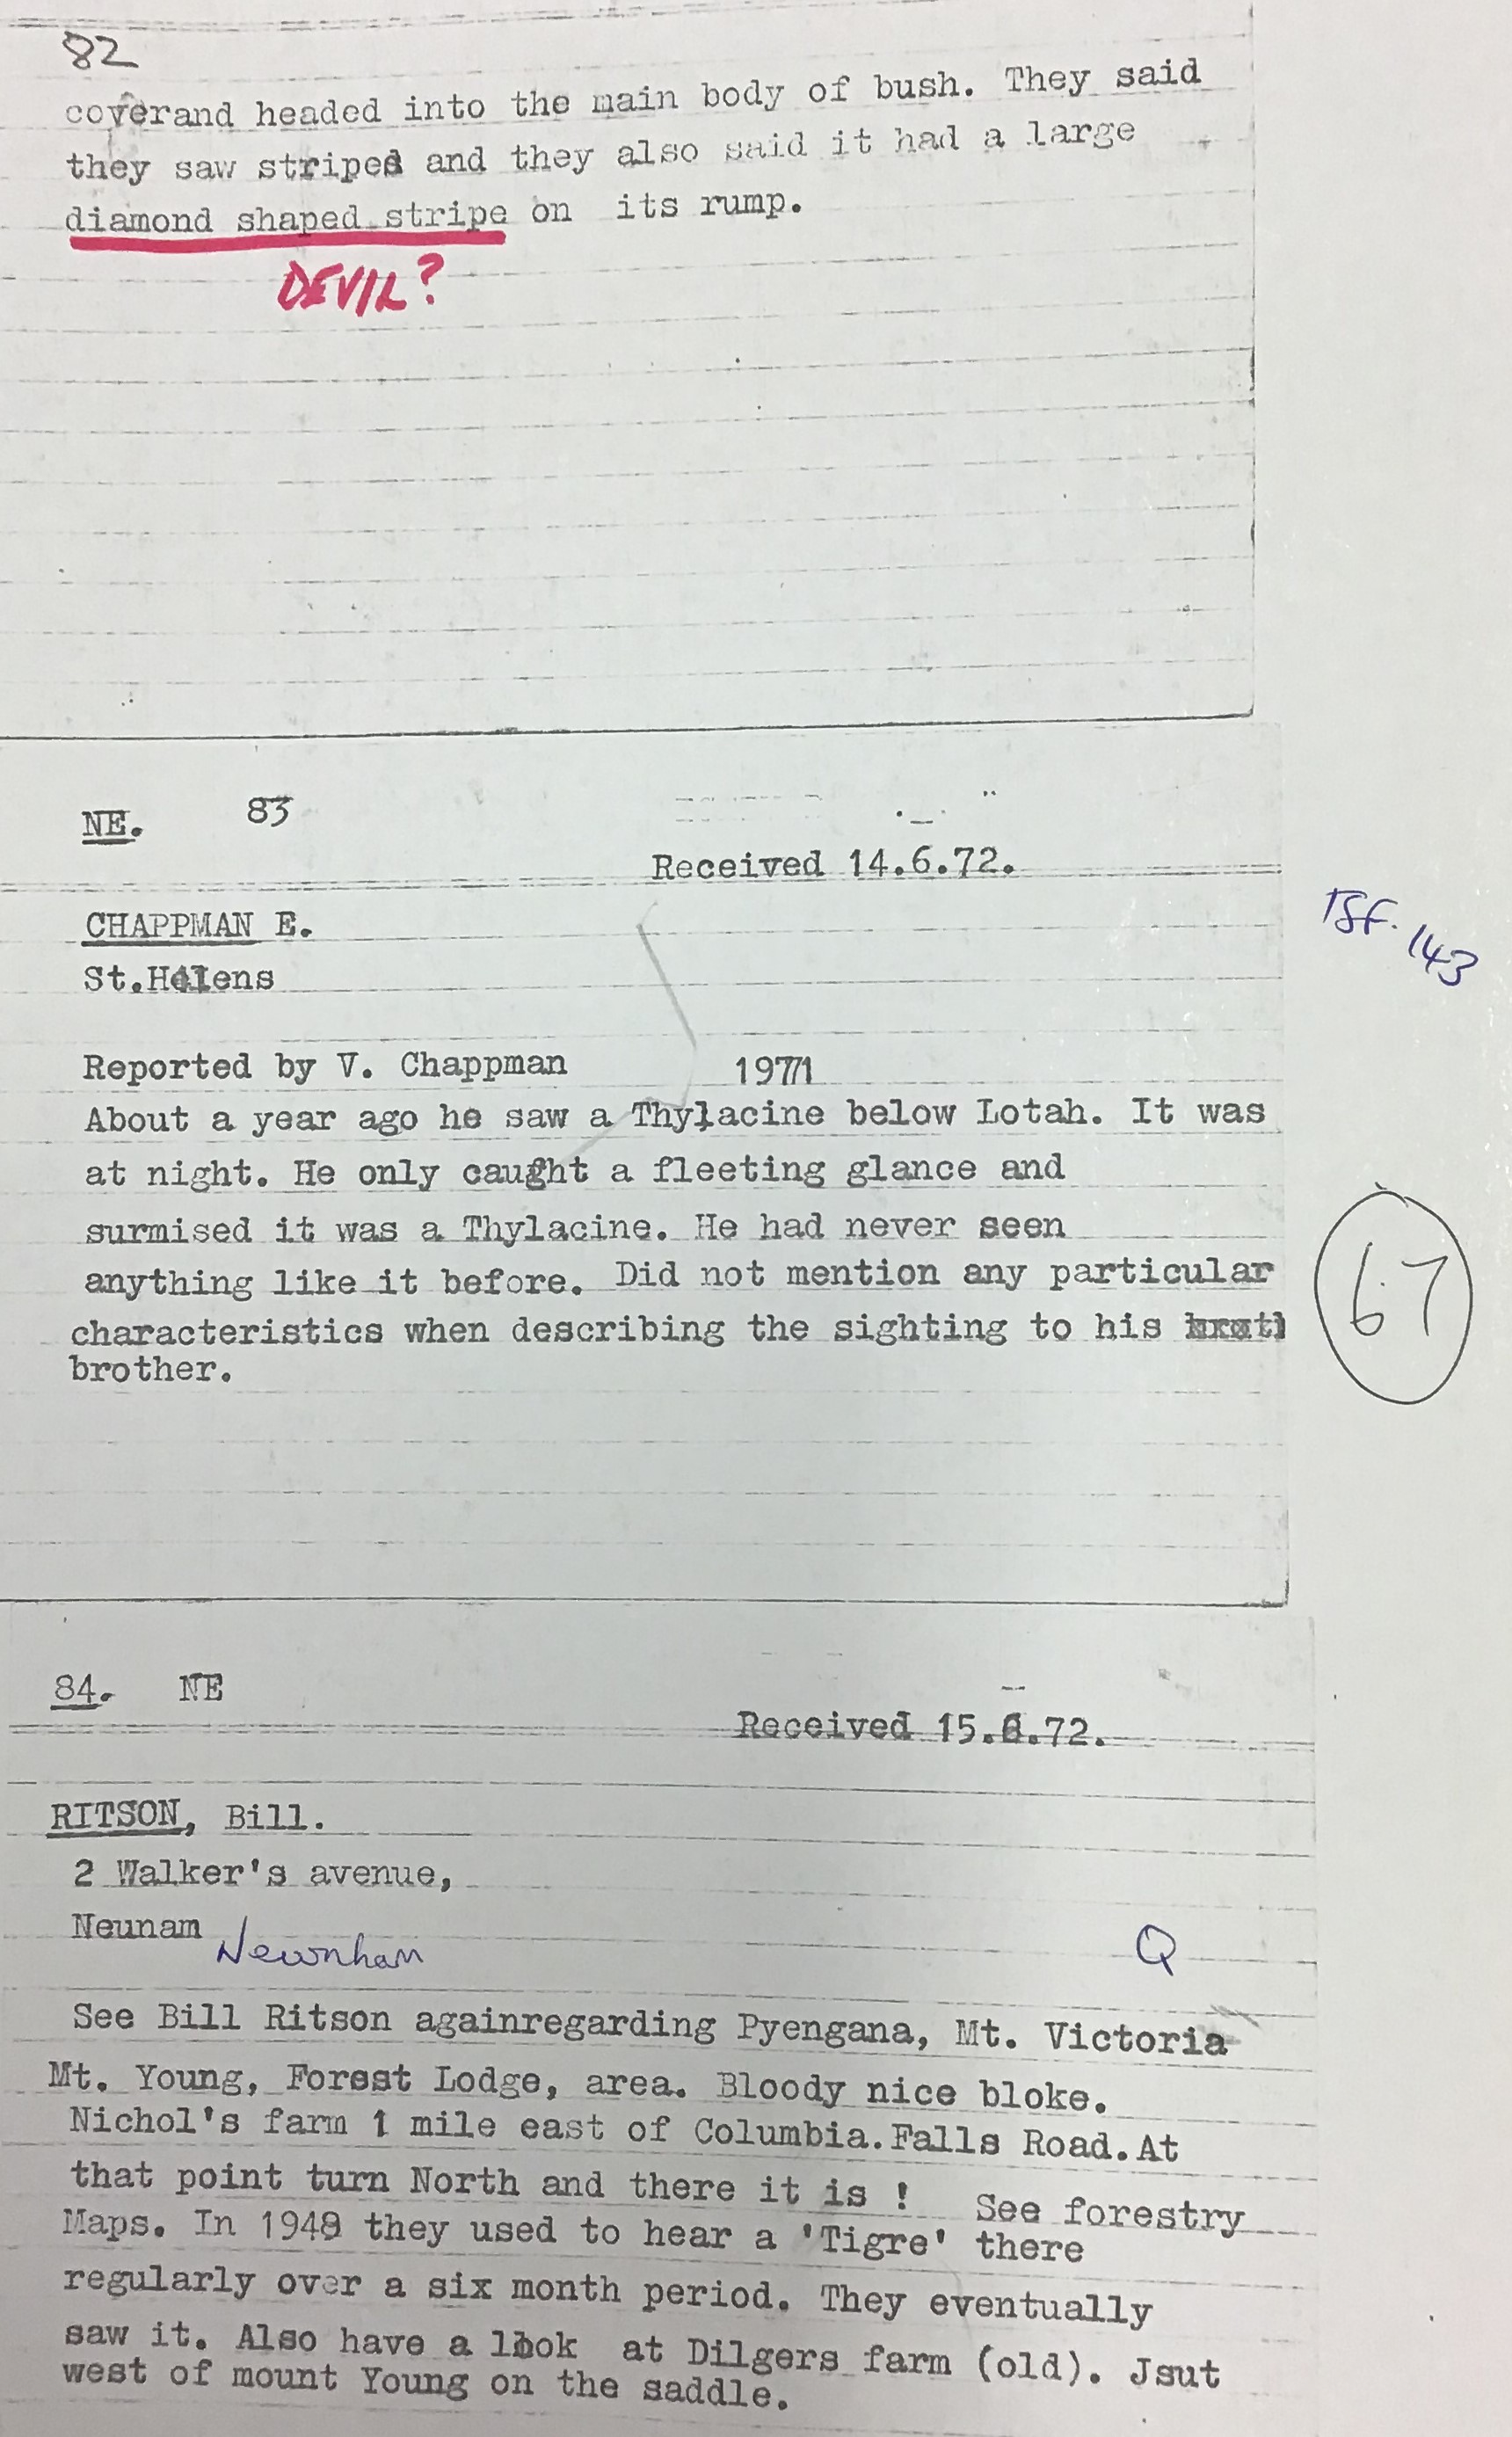 82
coverand headed into the main body of bush. They said
they saw striped and they also said it had a large
diamond shaped stripe on its rump.
DEVIL?
NE. 83
Received 14.6.72.
CHAPPMAN E.
TSF. 143
St.Helens
Reported by V. Chappman 1971
About a year ago he saw a Thylacine below Lotah. It was
at night. He only caught a fleeting glance and
surmised it was a Thylacine. He had never seen
anything like it before. Did not mention any particular
67
characteristics when describing the sighting to his
brother.
84. NE
Received 15.6.72.
RITSON, Bill.
2 Walker's avenue,
Neunam Newnham Q
See Bill Ritson againregarding Pyengana, Mt. Victoria
Mt. Young, Forest Lodge, area. Bloody nice bloke.
Nichol's farm 1 mile east of Columbia.Falls Road.At
that point turn North and there it is ! See forestry
Maps. In 1948 they used to hear a 'Tigre' there
regularly over a six month period. They eventually
saw it. Also have a look at Dilgers farm (old). Jsut
west of mount Young on the saddle.